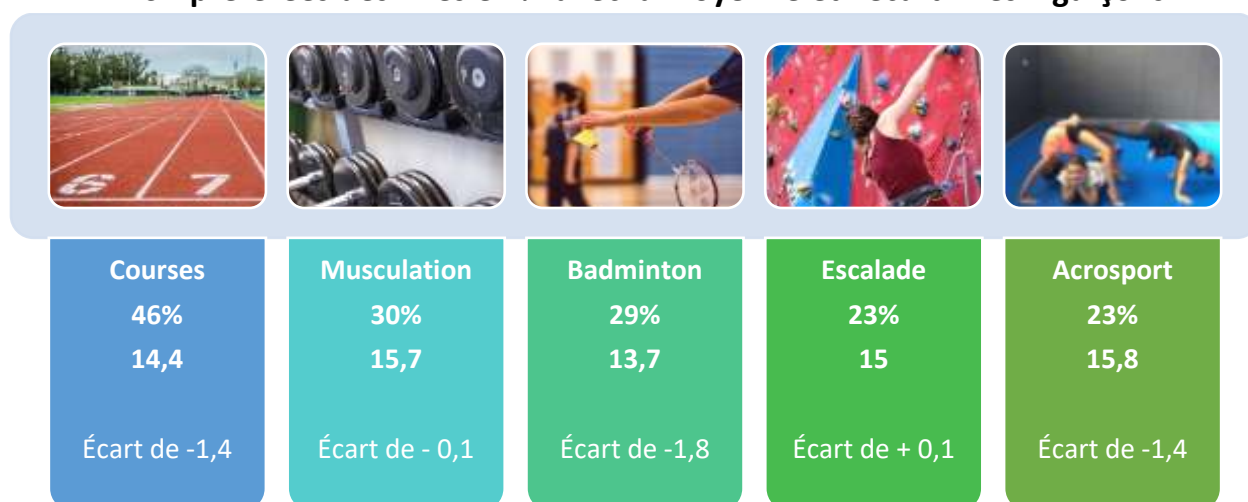 6 7
Courses
46%
14,4
Écart de -1,4
Musculation
30%
15,7
Écart de - 0,1
Badminton
29%
13,7
Écart de -1,8
Escalade
23%
15
Écart de + 0,1
Acrosport
23%
15,8
Écart de -1,4